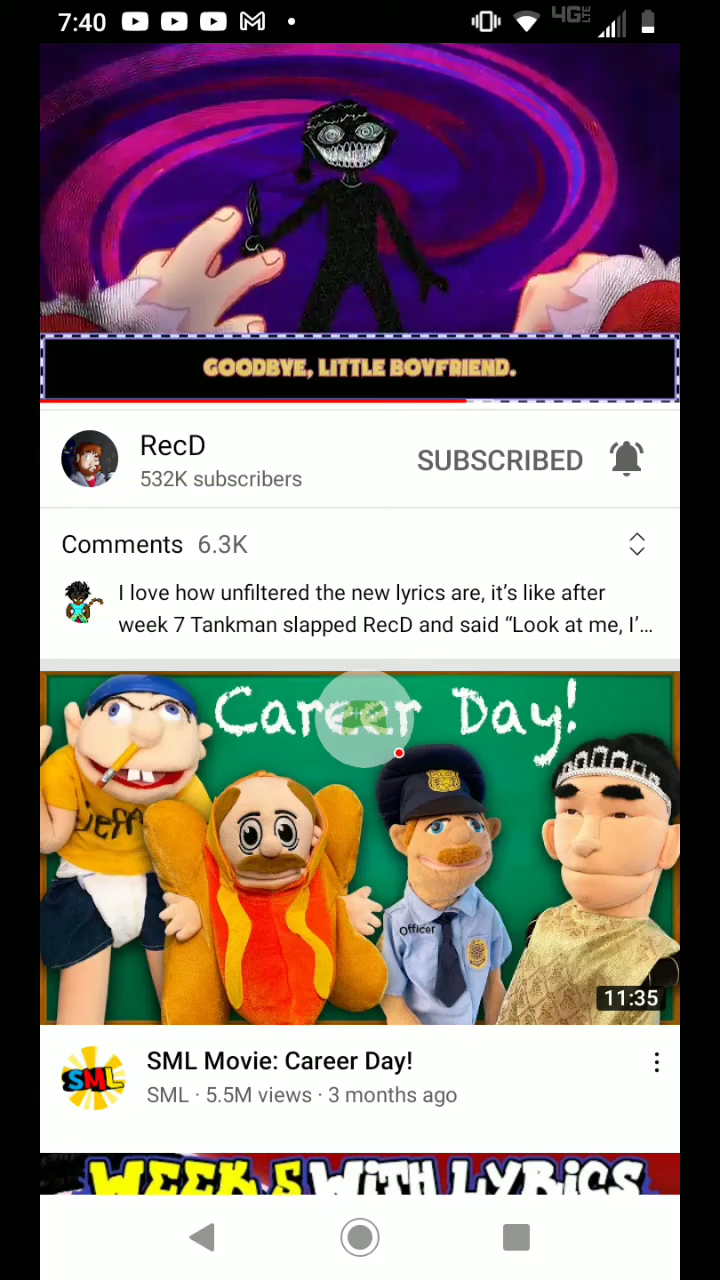 7:40
4G LTE
GOODBYE, LITTLE BOYFRIEND.
RecD
532K subscribers
SUBSCRIBED
Comments 6.3K
I love how unfiltered the new lyrics are, it’s like after
week 7 Tankman slapped RecD and said “Look at me, I’…
Career Day!
Jeff
Officer
11:35
SML
SML Movie: Career Day!
SML · 5.5M views · 3 months ago
WEEK 5 WITH LYRICS